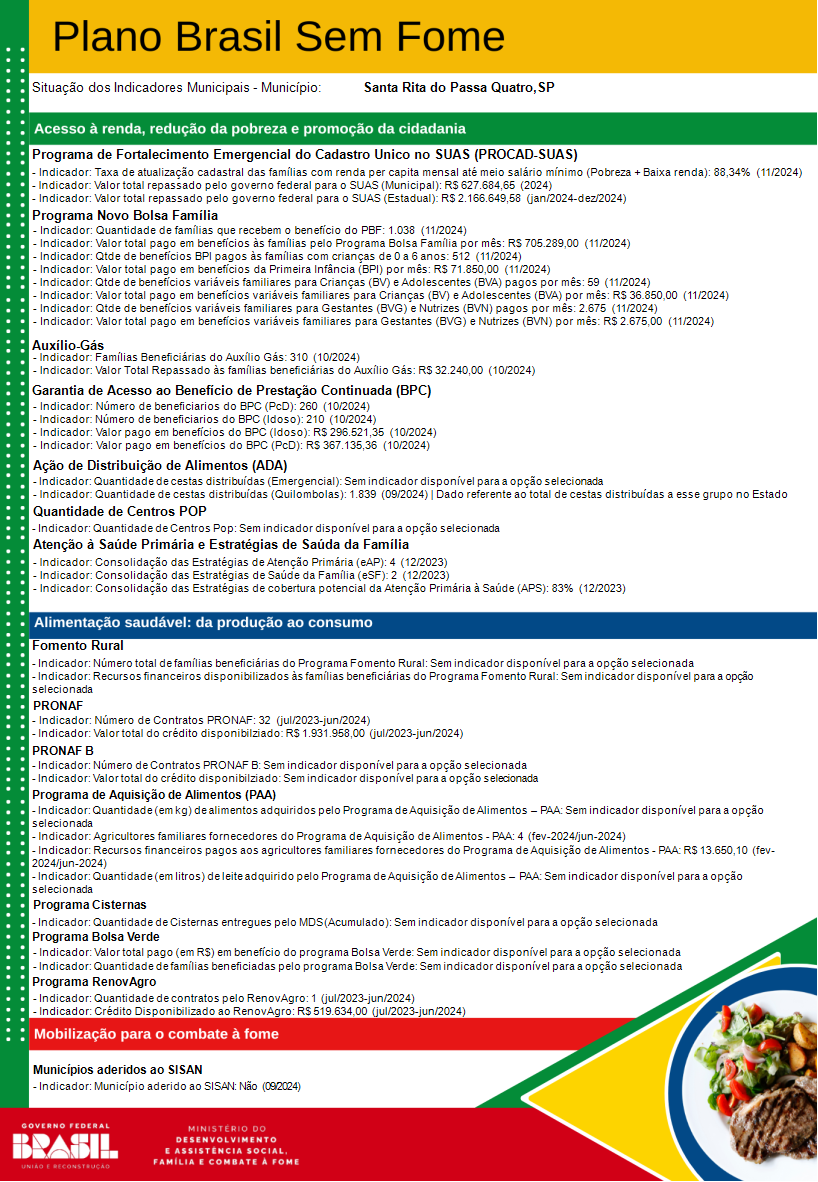 Plano Brasil Sem Fome
Situação dos Indicadores Municipais - Município: Santa Rita do Passa Quatro,SP
Acesso à renda, redução da pobreza e promoção da cidadania
Programa de Fortalecimento Emergencial do Cadastro Unico no SUAS (PROCAD-SUAS)
- Indicador: Taxa de atualização cadastral das famílias com renda per capita mensal até meio salário mínimo (Pobreza + Baixa renda): 88,34% (11/2024)
- Indicador: Valor total repassado pelo governo federal para o SUAS (Municipal): R$ 627.684,65 (2024)
- Indicador: Valor total repassado pelo governo federal para o SUAS (Estadual): R$ 2.166.649,58 (jan/2024-dez/2024)
Programa Novo Bolsa Família
- Indicador: Quantidade de famílias que recebem o benefício do PBF: 1.038 (11/2024)
- Indicador: Valor total pago em benefícios às famílias pelo Programa Bolsa Família por mês: R$ 705.289,00 (11/2024)
- Indicador: Qtde de benefícios BPI pagos às famílias com crianças de 0 a 6 anos: 512 (11/2024)
- Indicador: Valor total pago em benefícios da Primeira Infância (BPI) por mês: R$ 71.850,00 (11/2024)
- Indicador: Qtde de benefícios variáveis familiares para Crianças (BV) e Adolescentes (BVA) pagos por mês: 59 (11/2024)
- Indicador: Valor total pago em benefícios variáveis familiares para Crianças (BV) e Adolescentes (BVA) por mês: R$ 36.850,00 (11/2024)
- Indicador: Qtde de benefícios variáveis familiares para Gestantes (BVG) e Nutrizes (BVN) pagos por mês: 2.675 (11/2024)
- Indicador: Valor total pago em benefícios variáveis familiares para Gestantes (BVG) e Nutrizes (BVN) por mês: R$ 2.675,00 (11/2024)
Auxílio-Gás
- Indicador: Famílias Beneficiárias do Auxílio Gás: 310 (10/2024)
- Indicador: Valor Total Repassado às famílias beneficiárias do Auxílio Gás: R$ 32.240,00 (10/2024)
Garantia de Acesso ao Benefício de Prestação Continuada (BPC)
- Indicador: Número de beneficiarios do BPC (PcD): 260 (10/2024)
- Indicador: Número de beneficiarios do BPC (Idoso): 210 (10/2024)
- Indicador: Valor pago em benefícios do BPC (Idoso): R$ 296.521,35 (10/2024)
- Indicador: Valor pago em benefícios do BPC (PcD): R$ 367.135,36 (10/2024)
Ação de Distribuição de Alimentos (ADA)
- Indicador: Quantidade de cestas distribuídas (Emergencial): Sem indicador disponível para a opção selecionada
- Indicador: Quantidade de cestas distribuídas (Quilombolas): 1.839 (09/2024) | Dado referente ao total de cestas distribuídas a esse grupo no Estado
Quantidade de Centros POP
- Indicador: Quantidade de Centros Pop: Sem indicador disponível para a opção selecionada
Atenção à Saúde Primária e Estratégias de Saúda da Família
- Indicador: Consolidação das Estratégias de Atenção Primária (eAP): 4 (12/2023)
- Indicador: Consolidação das Estratégias de Saúde da Família (eSF): 2 (12/2023)
- Indicador: Consolidação das Estratégias de cobertura potencial da Atenção Primária à Saúde (APS): 83% (12/2023)
Alimentação saudável: da produção ao consumo
Fomento Rural
- Indicador: Número total de famílias beneficiárias do Programa Fomento Rural: Sem indicador disponível para a opção selecionada
- Indicador: Recursos financeiros disponibilizados às famílias beneficiárias do Programa Fomento Rural: Sem indicador disponível para a opção
selecionada
PRONAF
- Indicador: Número de Contratos PRONAF: 32 (jul/2023-jun/2024)
- Indicador: Valor total do crédito disponibilziado: R$ 1.931.958,00 (jul/2023-jun/2024)
PRONAF B
- Indicador: Número de Contratos PRONAF B: Sem indicador disponível para a opção selecionada
- Indicador: Valor total do crédito disponibilziado: Sem indicador disponível para a opção selecionada
Programa de Aquisição de Alimentos (PAA)
- Indicador: Quantidade (em kg) de alimentos adquiridos pelo Programa de Aquisição de Alimentos – PAA: Sem indicador disponível para a opção
selecionada
- Indicador: Agricultores familiares fornecedores do Programa de Aquisição de Alimentos - PAA: 4 (fev-2024/jun-2024)
- Indicador: Recursos financeiros pagos aos agricultores familiares fornecedores do Programa de Aquisição de Alimentos - PAA: R$ 13.650,10 (fev-
2024/jun-2024)
- Indicador: Quantidade (em litros) de leite adquirido pelo Programa de Aquisição de Alimentos – PAA: Sem indicador disponível para a opção
selecionada
Programa Cisternas
- Indicador: Quantidade de Cisternas entregues pelo MDS(Acumulado): Sem indicador disponível para a opção selecionada
Programa Bolsa Verde
- Indicador: Valor total pago (em R$) em benefício do programa Bolsa Verde: Sem indicador disponível para a opção selecionada
- Indicador: Quantidade de famílias beneficiadas pelo programa Bolsa Verde: Sem indicador disponível para a opção selecionada
Programa RenovAgro
- Indicador: Quantidade de contratos pelo RenovAgro: 1 (jul/2023-jun/2024)
- Indicador: Crédito Disponibilizado ao RenovAgro: R$ 519.634,00 (jul/2023-jun/2024)
Mobilização para o combate à fome
Municípios aderidos ao SISAN
- Indicador: Município aderido ao SISAN: Não (09/2024)
GOVERNO FEDERAL
BRASIL
UNIÃO E RECONSTRUÇÃO
MINISTÉRIO DO
DESENVOLVIMENTO
E ASSISTÊNCIA SOCIAL,
FAMÍLIA E COMBATE À FOME